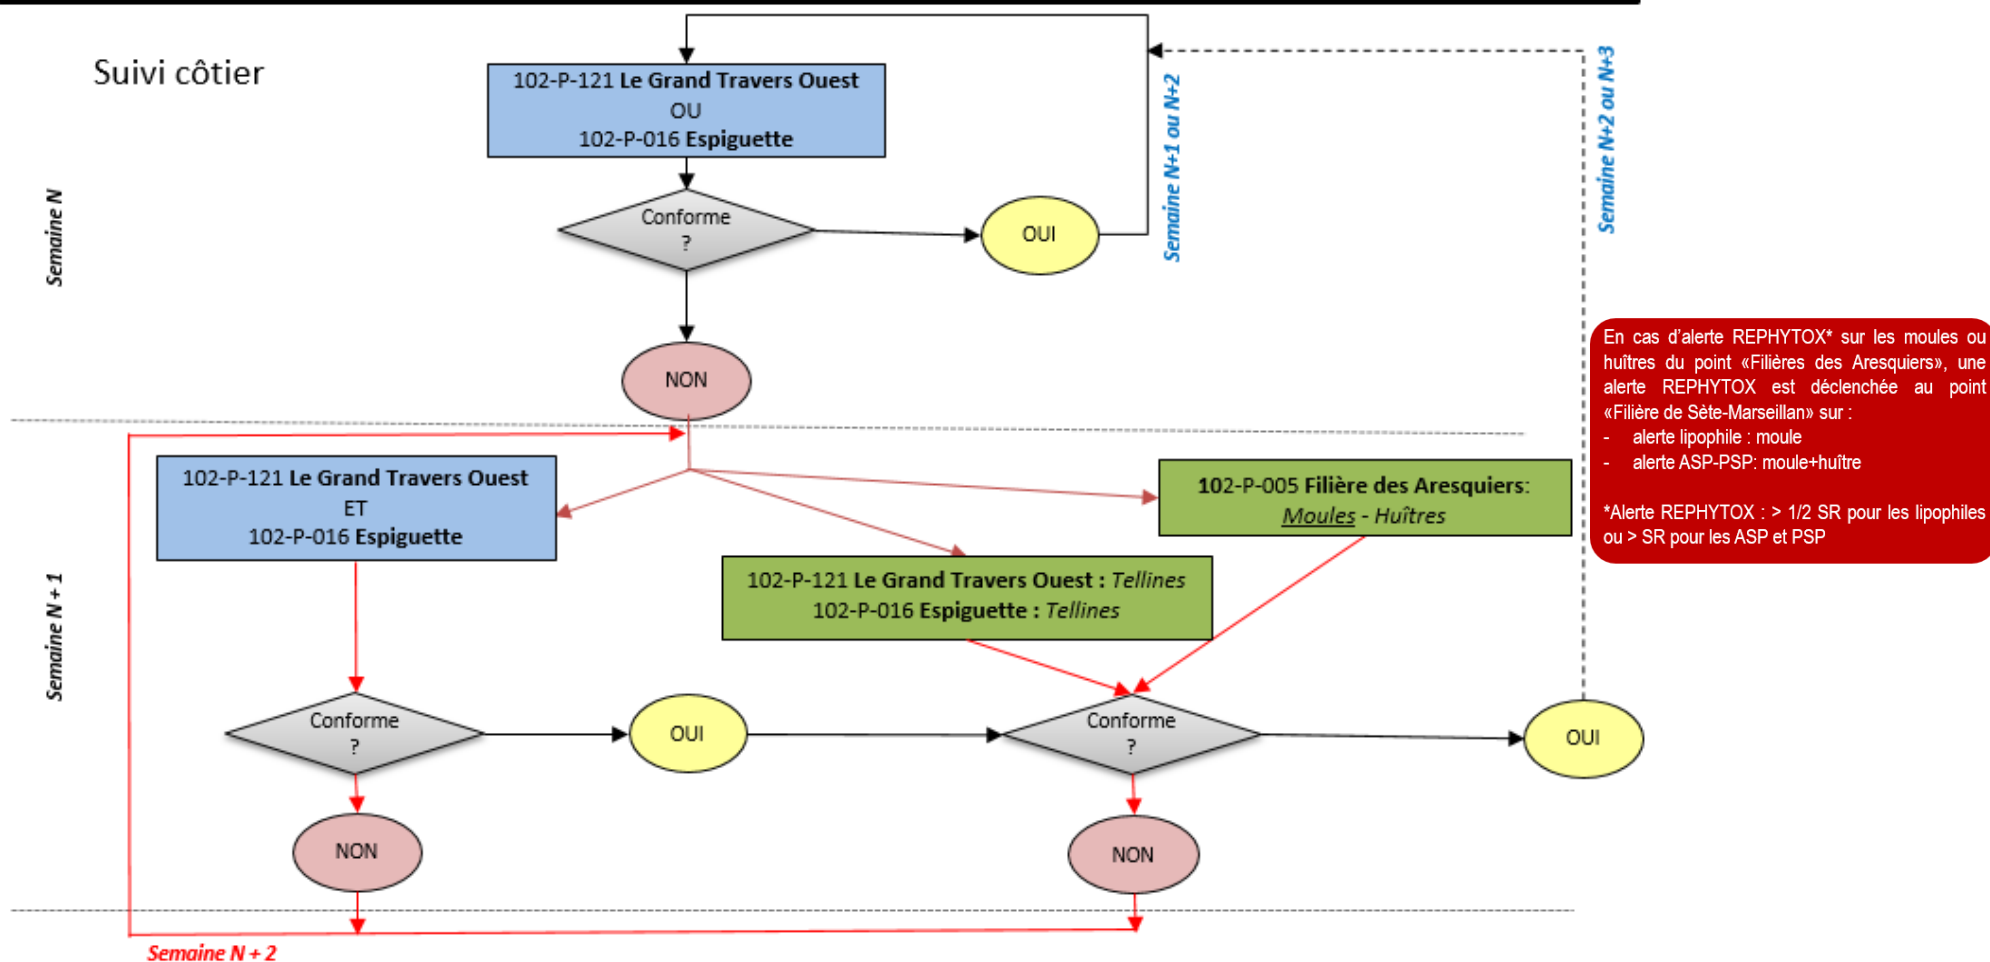 Suivi côtier
102-P-121 Le Grand Travers Ouest
OU
102-P-016 Espiguette
Semaine N
Conforme
?
OUI
Semaine N+1 ou N+2
Semaine N+2 ou N+3
NON
En cas d'alerte REPHYTOX* sur les moules ou
huîtres du point «Filières des Aresquiers», une
alerte REPHYTOX est déclenchée au point
«Filière de Sète-Marseillan» sur :
- alerte lipophile : moule
- alerte ASP-PSP: moule+huître
*Alerte REPHYTOX : > 1/2 SR pour les lipophiles
ou > SR pour les ASP et PSP
102-P-121 Le Grand Travers Ouest
ET
102-P-016 Espiguette
102-P-005 Filière des Aresquiers:
Moules - Huîtres
102-P-121 Le Grand Travers Ouest : Tellines
102-P-016 Espiguette : Tellines
Semaine N + 1
Conforme
?
OUI
Conforme
?
OUI
NON
NON
Semaine N + 2